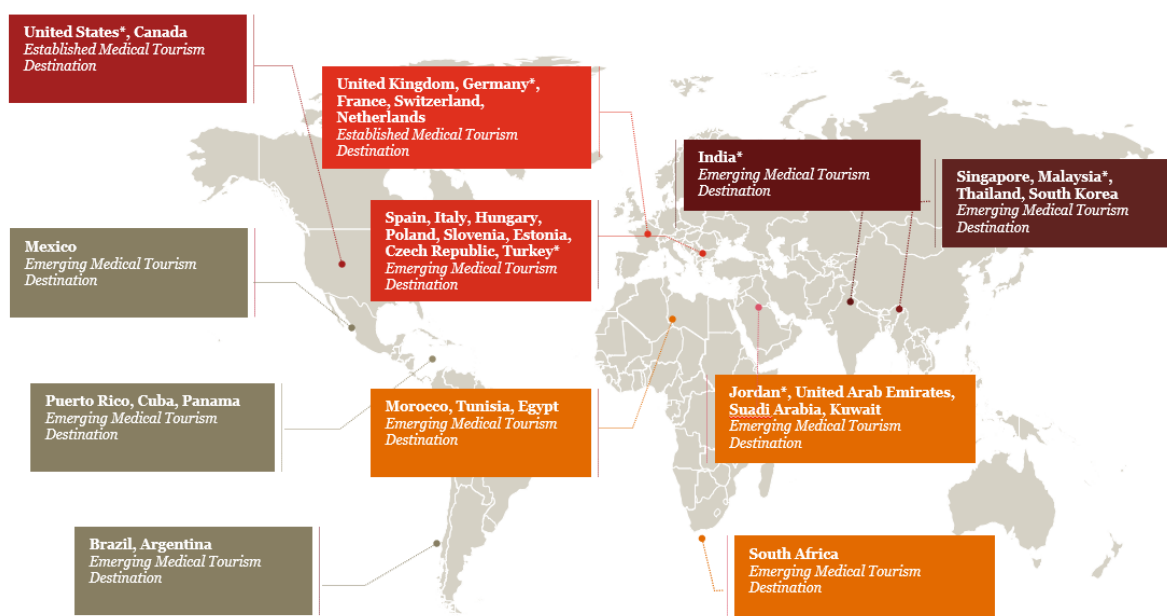 United States*, Canada
Established Medical Tourism
Destination
United Kingdom, Germany*,
France, Switzerland,
Netherlands
Established Medical Tourism
Destination
India*
Emerging Medical Tourism
Destination
Singapore, Malaysia*,
Thailand, South Korea
Emerging Medical Tourism
Destination
Mexico
Emerging Medical Tourism
Destination
Spain, Italy, Hungary,
Poland, Slovenia, Estonia,
Czech Republic, Turkey*
Emerging Medical Tourism
Destination
Puerto Rico, Cuba, Panama
Emerging Medical Tourism
Destination
Morocco, Tunisia, Egypt
Emerging Medical Tourism
Destination
Jordan*, United Arab Emirates,
Suadi Arabia, Kuwait
Emerging Medical Tourism
Destination
Brazil, Argentina
Emerging Medical Tourism
Destination
South Africa
Emerging Medical Tourism
Destination